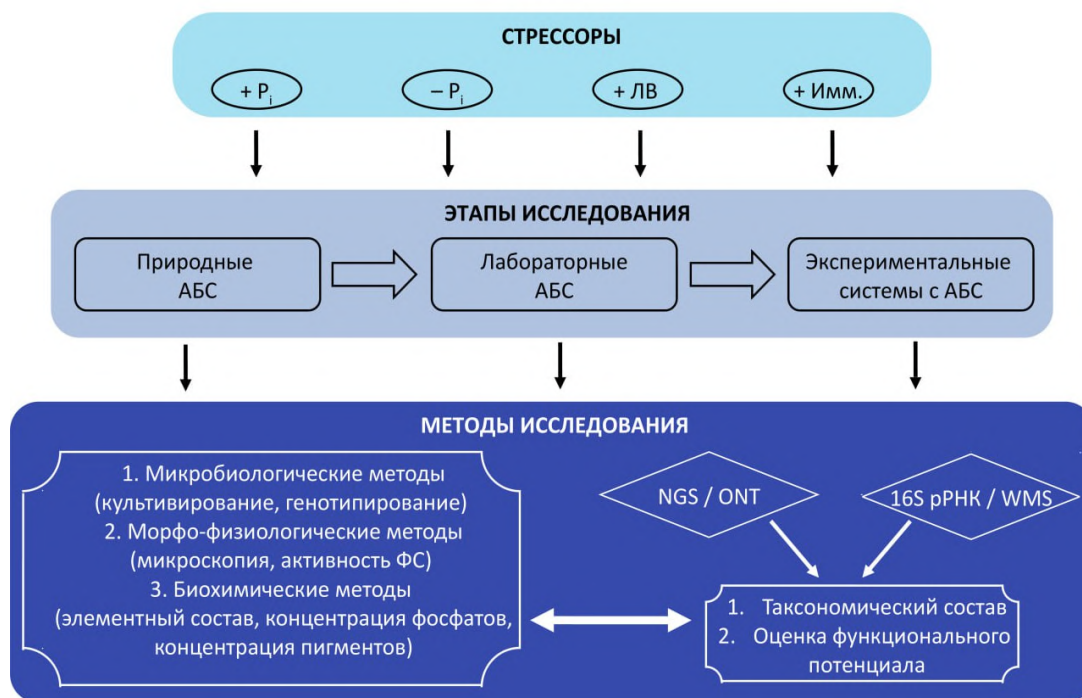 СТРЕССОРЫ
+ Pi
– Pi
+ ЛВ
+ Имм.
ЭТАПЫ ИССЛЕДОВАНИЯ
Природные
АБС
Лабораторные
АБС
Экспериментальные
системы с АБС
МЕТОДЫ ИССЛЕДОВАНИЯ
1. Микробиологические методы
(культивирование, генотипирование)
2. Морфо-физиологические методы
(микроскопия, активность ФС)
3. Биохимические методы
(элементный состав, концентрация фосфатов,
концентрация пигментов)
NGS / ONT
16S рРНК / WMS
1. Таксономический состав
2. Оценка функционального
потенциала